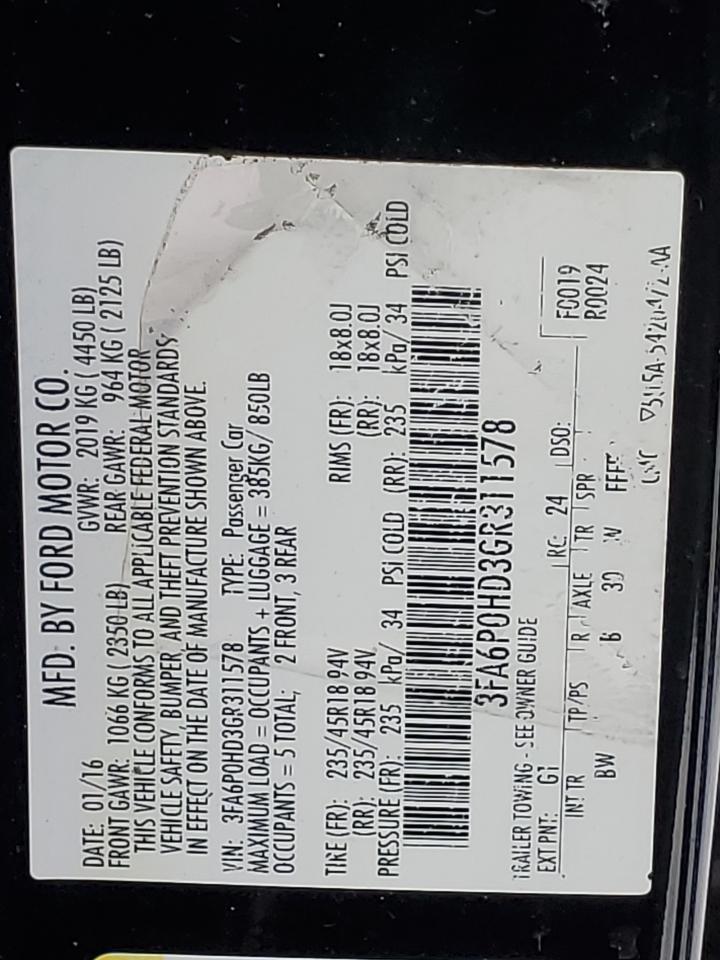 MFD. BY FORD MOTOR CO.
DATE: 01/16 GVWR: 2019 KG ( 4450 LB)
FRONT GAWR: 1066 KG ( 2350 LB) REAR GAWR: 964 KG ( 2125 LB)
THIS VEHICLE CONFORMS TO ALL APPLICABLE FEDERAL MOTOR
VEHICLE SAFETY, BUMPER, AND THEFT PREVENTION STANDARDS
IN EFFECT ON THE DATE OF MANUFACTURE SHOWN ABOVE.
VIN: 3FA6P0HD3GR311578 TYPE: Passenger Car
MAXIMUM LOAD = OCCUPANTS + LUGGAGE = 385KG/ 850LB
OCCUPANTS = 5 TOTAL; 2 FRONT, 3 REAR
TIRE (FR): 235/45R18 94V RIMS (FR): 18x8.0J
(RR): 235/45R18 94V (RR): 18x8.0J
PRESSURE (FR): 235 kPa/ 34 PSI COLD (RR): 235 kPa/ 34 PSI COLD
3FA6P0HD3GR311578
TRAILER TOWING - SEE OWNER GUIDE
EXT PNT: G1 RC: 24 DSO:
INT TR TP/PS R AXLE TR SPR F0019
BW B 39 W R0024